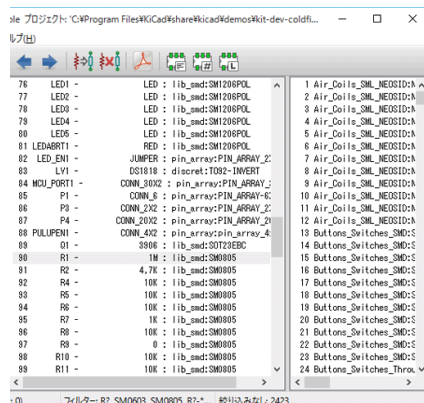 ole プロジェクト: 'C:¥Program Files¥KiCad¥share¥kicad¥demos¥kit-dev-coldfi...
ルプ(H)
76 LED1 - LED : lib_smd:SM1206POL
77 LED2 - LED : lib_smd:SM1206POL
78 LED3 - LED : lib_smd:SM1206POL
79 LED4 - LED : lib_smd:SM1206POL
80 LED5 - LED : lib_smd:SM1206POL
81 LEDABRT1 - RED : lib_smd:SM1206POL
82 LED_EN1 - JUMPER : pin_array:PIN_ARRAY_2
83 LV1 - DS1818 : discret:TO92-INVERT
84 MCU_PORT1 - CONN_30X2 : pin_array:PIN_ARRAY_
85 P1 - CONN_6 : pin_array:PIN_ARRAY-6
86 P3 - CONN_2X2 : pin_array:PIN_ARRAY_2
87 P4 - CONN_20X2 : pin_array:PIN_ARRAY_2
88 PULUPEN1 - CONN_4X2 : pin_array:pin_array_4
89 Q1 - 3906 : lib_smd:SOT23EBC
90 R1 - 1M : lib_smd:SM0805
91 R2 - 4,7K : lib_smd:SM0805
92 R4 - 10K : lib_smd:SM0805
93 R5 - 10K : lib_smd:SM0805
94 R6 - 10K : lib_smd:SM0805
95 R7 - 1K : lib_smd:SM0805
96 R8 - 10K : lib_smd:SM0805
97 R9 - 0 : lib_smd:SM0805
98 R10 - 10K : lib_smd:SM0805
99 R11 - 10K : lib_smd:SM0805
1 Air_Coils_SML_NEOSID:N
2 Air_Coils_SML_NEOSID:N
3 Air_Coils_SML_NEOSID:N
4 Air_Coils_SML_NEOSID:N
5 Air_Coils_SML_NEOSID:N
6 Air_Coils_SML_NEOSID:N
7 Air_Coils_SML_NEOSID:N
8 Air_Coils_SML_NEOSID:N
9 Air_Coils_SML_NEOSID:N
10 Air_Coils_SML_NEOSID:N
11 Air_Coils_SML_NEOSID:N
12 Air_Coils_SML_NEOSID:N
13 Buttons_Switches_SMD:S
14 Buttons_Switches_SMD:S
15 Buttons_Switches_SMD:S
16 Buttons_Switches_SMD:S
17 Buttons_Switches_SMD:S
18 Buttons_Switches_SMD:S
19 Buttons_Switches_SMD:S
20 Buttons_Switches_SMD:S
21 Buttons_Switches_SMD:S
22 Buttons_Switches_SMD:S
23 Buttons_Switches_SMD:S
24 Buttons_Switches_Throu
フィルター: R?, SM0603, SM0805, R?-*... 絞り込みなし: 2423